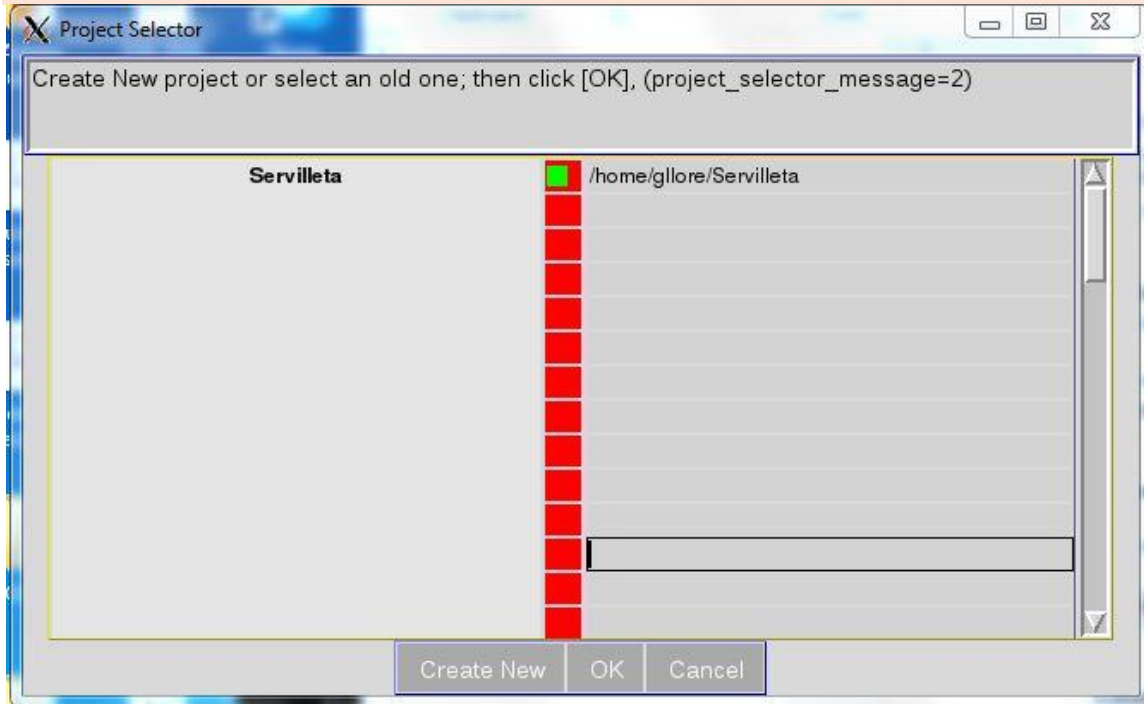 Project Selector
Create New project or select an old one; then click [OK], (project_selector_message=2)
Servilleta /home/gllore/Servilleta
Create New OK Cancel